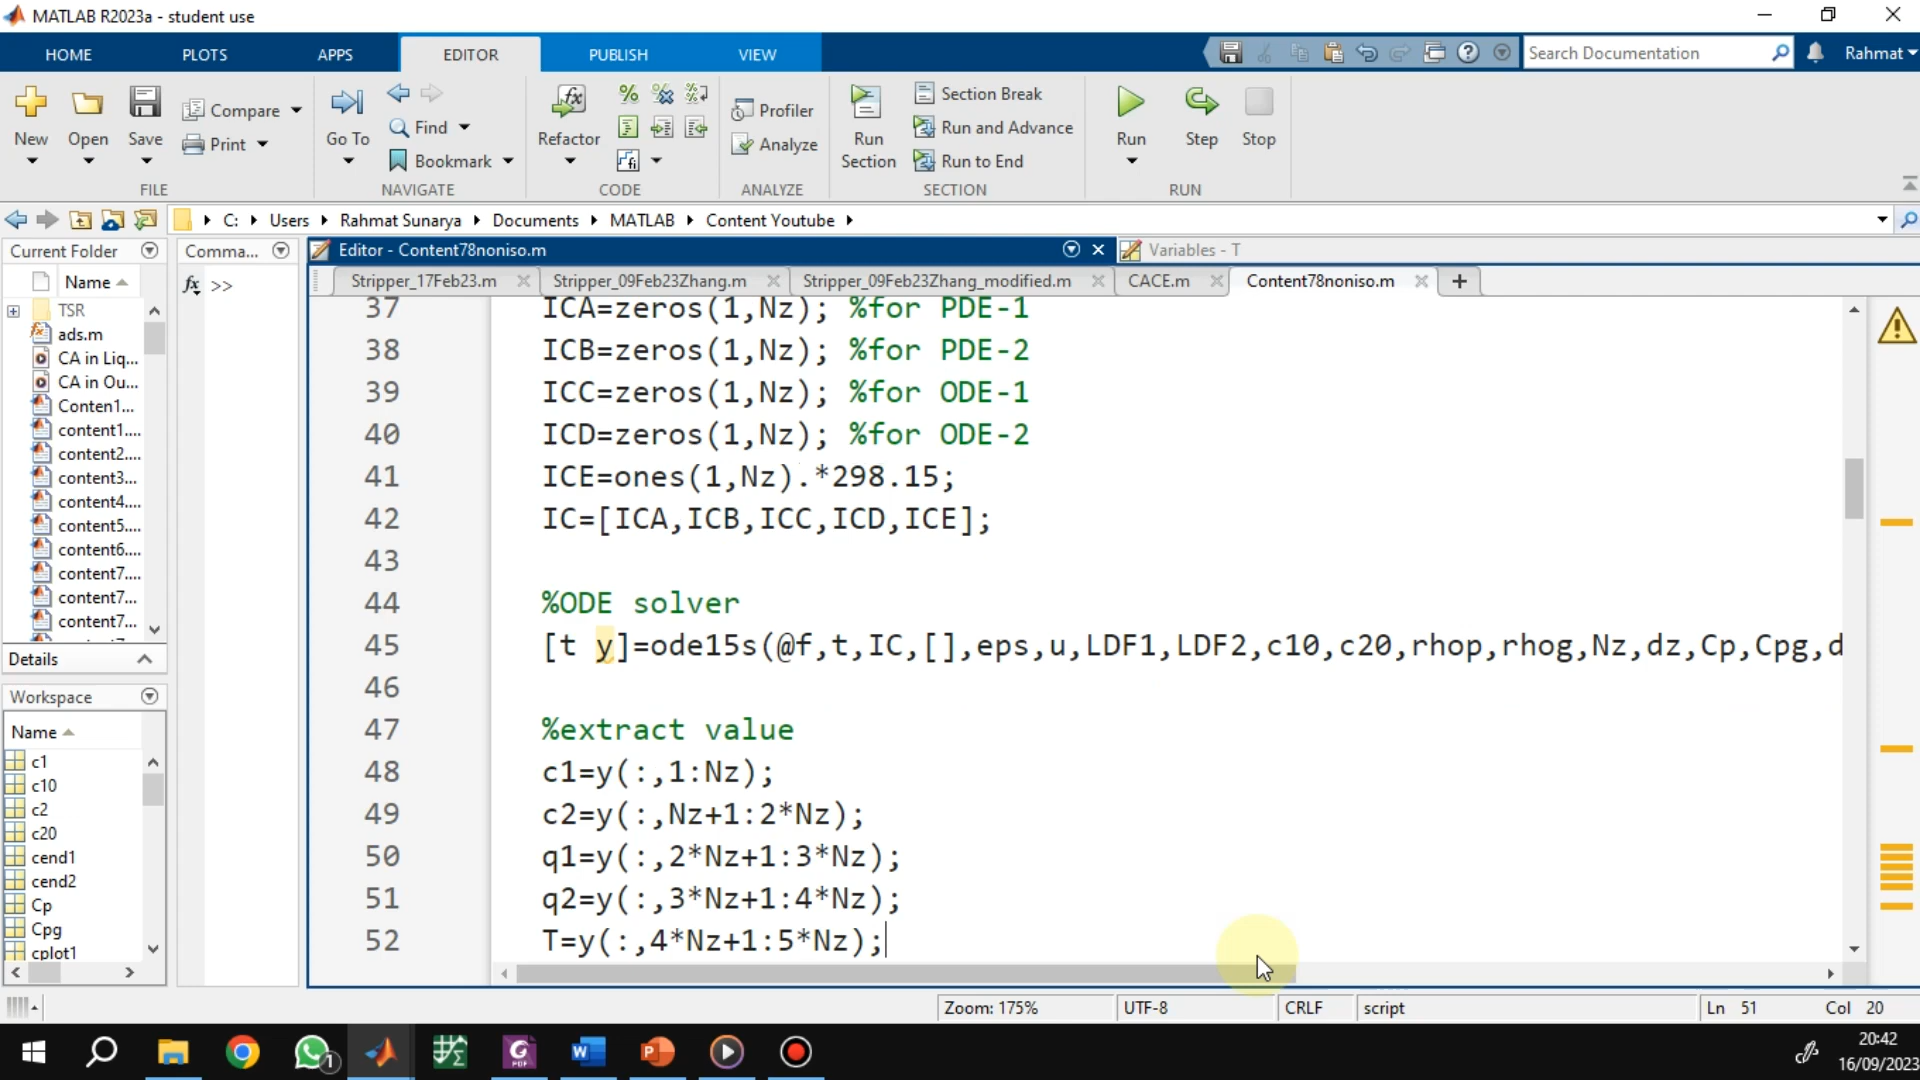 MATLAB R2023a - student use
HOME PLOTS APPS EDITOR PUBLISH VIEW Search Documentation Rahmat
New Open Save Compare Print Go To Find Bookmark Refactor Profiler Analyze Run Section Section Break Run and Advance Run to End Run Step Stop
FILE NAVIGATE CODE ANALYZE SECTION RUN
C: Users Rahmat Sunarya Documents MATLAB Content Youtube
Current Folder Comma... Editor - Content78noniso.m Variables - T
Stripper_17Feb23.m Stripper_09Feb23Zhang.m Stripper_09Feb23Zhang_modified.m CACE.m Content78noniso.m
Name
TSR
ads.m
CA in Liq...
CA in Ou...
Conten1...
content1....
content2....
content3...
content4....
content5....
content6....
content7....
content7...
content7...
Details
Workspace
Name
c1
c10
c2
c20
cend1
cend2
Cp
Cpg
cplot1
fx >>
37 ICA=zeros(1,Nz); %for PDE-1
38 ICB=zeros(1,Nz); %for PDE-2
39 ICC=zeros(1,Nz); %for ODE-1
40 ICD=zeros(1,Nz); %for ODE-2
41 ICE=ones(1,Nz).*298.15;
42 IC=[ICA,ICB,ICC,ICD,ICE];
43
44 %ODE solver
45 [t y]=ode15s(@f,t,IC,[],eps,u,LDF1,LDF2,c10,c20,rhop,rhog,Nz,dz,Cp,Cpg,d
46
47 %extract value
48 c1=y(:,1:Nz);
49 c2=y(:,Nz+1:2*Nz);
50 q1=y(:,2*Nz+1:3*Nz);
51 q2=y(:,3*Nz+1:4*Nz);
52 T=y(:,4*Nz+1:5*Nz);
Zoom: 175% UTF-8 CRLF script Ln 51 Col 20
1
20:42
16/09/2023